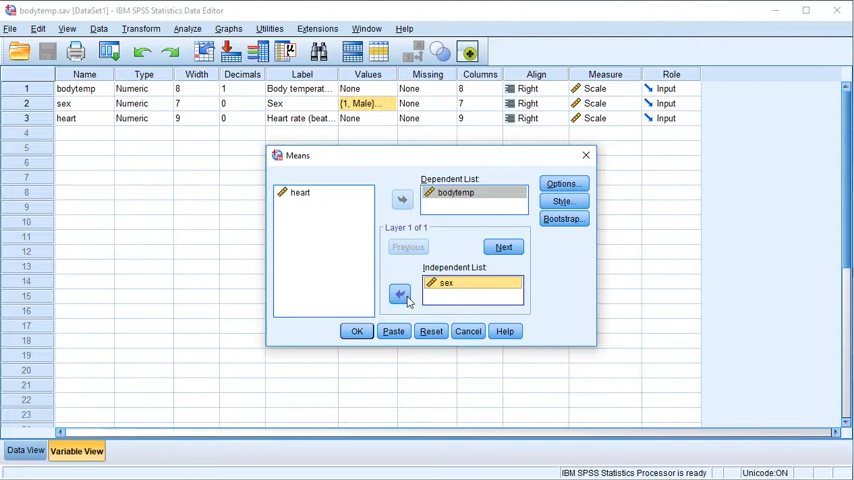 bodytemp.sav [DataSet1] - IBM SPSS Statistics Data Editor
File Edit View Data Transform Analyze Graphs Utilities Extensions Window Help
Name Type Width Decimals Label Values Missing Columns Align Measure Role
1 bodytemp Numeric 8 1 Body temperat... None None 8 Right Scale Input
2 sex Numeric 7 0 Sex {1, Male}... None 7 Right Scale Input
3 heart Numeric 9 0 Heart rate (beat... None None 9 Right Scale Input
4
5
6
7
8
9
10
11
12
13
14
15
16
17
18
19
20
21
22
23
Means
heart
Dependent List:
bodytemp
Layer 1 of 1
Previous
Next
Independent List:
sex
Options...
Style...
Bootstrap...
OK Paste Reset Cancel Help
Data View Variable View
IBM SPSS Statistics Processor is ready Unicode:ON